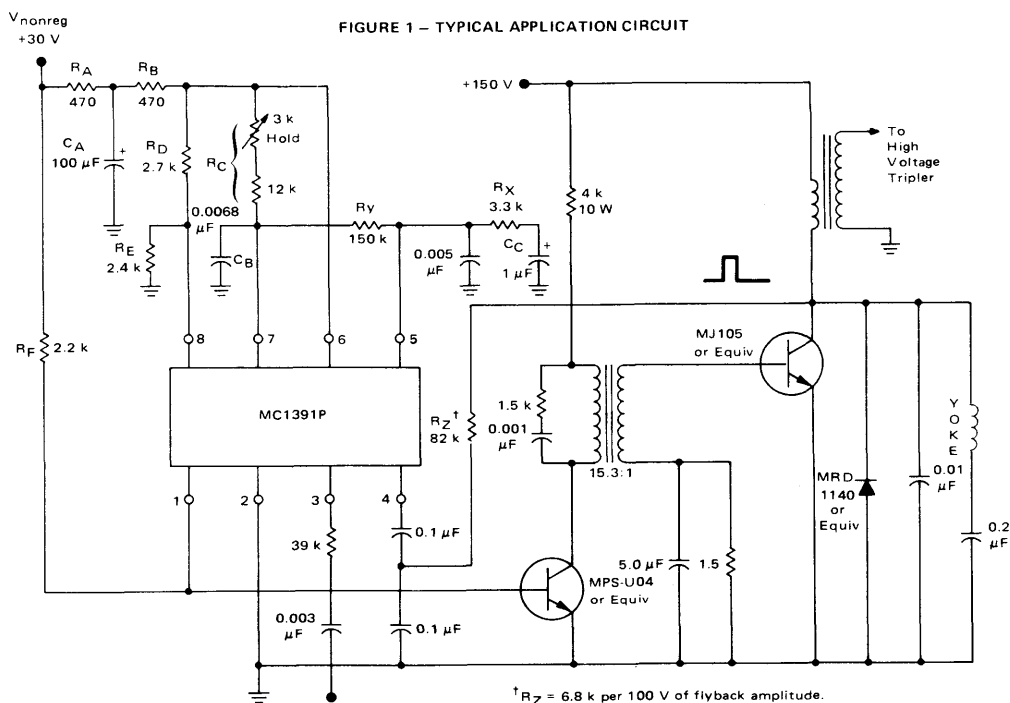 FIGURE 1 – TYPICAL APPLICATION CIRCUIT
Vnonreg
+30 V
RA
470
RB
470
+150 V
To
High
Voltage
Tripler
CA
100 µF
+
RD
2.7 k
RC
3 k
Hold
12 k
4 k
10 W
0.0068
µF
RE
2.4 k
CB
Ry
150 k
RX
3.3 k
0.005
µF
CC
+
1 µF
RF
2.2 k
8
7
6
5
MJ105
or Equiv
MC1391P
RZ†
82 k
1.5 k
0.001
µF
15.3:1
YOKE
1
2
3
4
39 k
0.1 µF
MRD
1140
or
Equiv
0.01
µF
0.2
µF
5.0 µF
1.5
MPS-U04
or Equiv
0.003
µF
0.1 µF
†RZ = 6.8 k per 100 V of flyback amplitude.